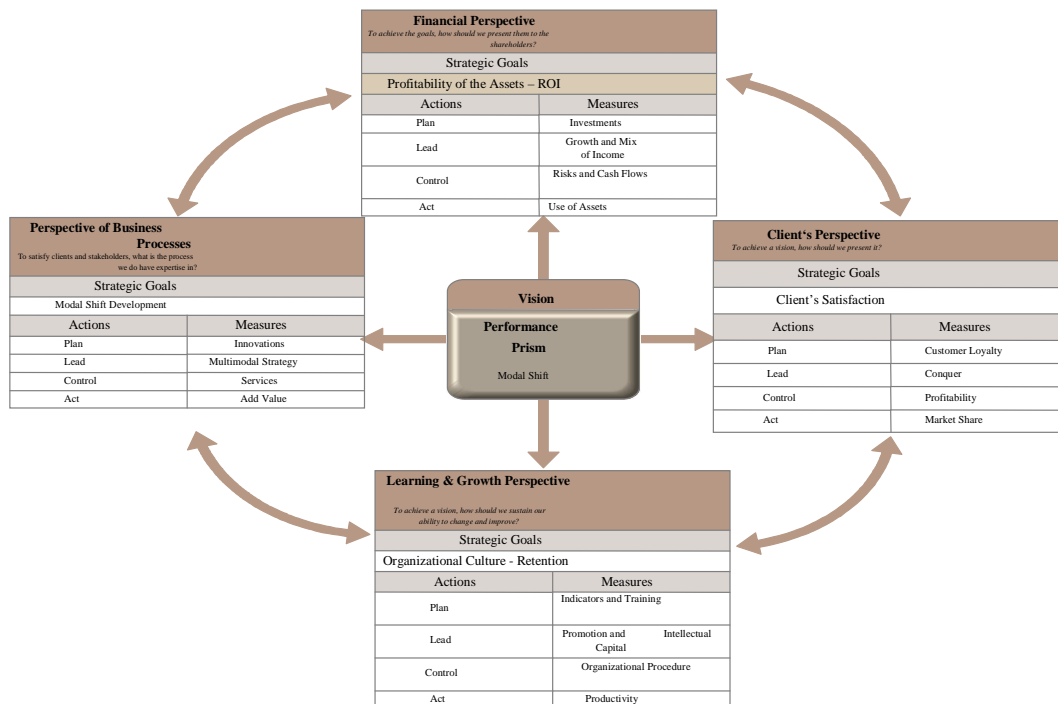 Financial Perspective
To achieve the goals, how should we present them to the
shareholders?
Strategic Goals
Profitability of the Assets – ROI
Actions Measures
Plan Investments
Lead Growth and Mix
of Income
Control Risks and Cash Flows
Act Use of Assets
Perspective of Business
Processes
To satisfy clients and stakeholders, what is the process
we do have expertise in?
Strategic Goals
Modal Shift Development
Actions Measures
Plan Innovations
Lead Multimodal Strategy
Control Services
Act Add Value
Vision
Performance
Prism
Modal Shift
Client‘s Perspective
To achieve a vision, how should we present it?
Strategic Goals
Client’s Satisfaction
Actions Measures
Plan Customer Loyalty
Lead Conquer
Control Profitability
Act Market Share
Learning & Growth Perspective
To achieve a vision, how should we sustain our
ability to change and improve?
Strategic Goals
Organizational Culture - Retention
Actions Measures
Plan Indicators and Training
Lead Promotion and Intellectual
Capital
Control Organizational Procedure
Act Productivity